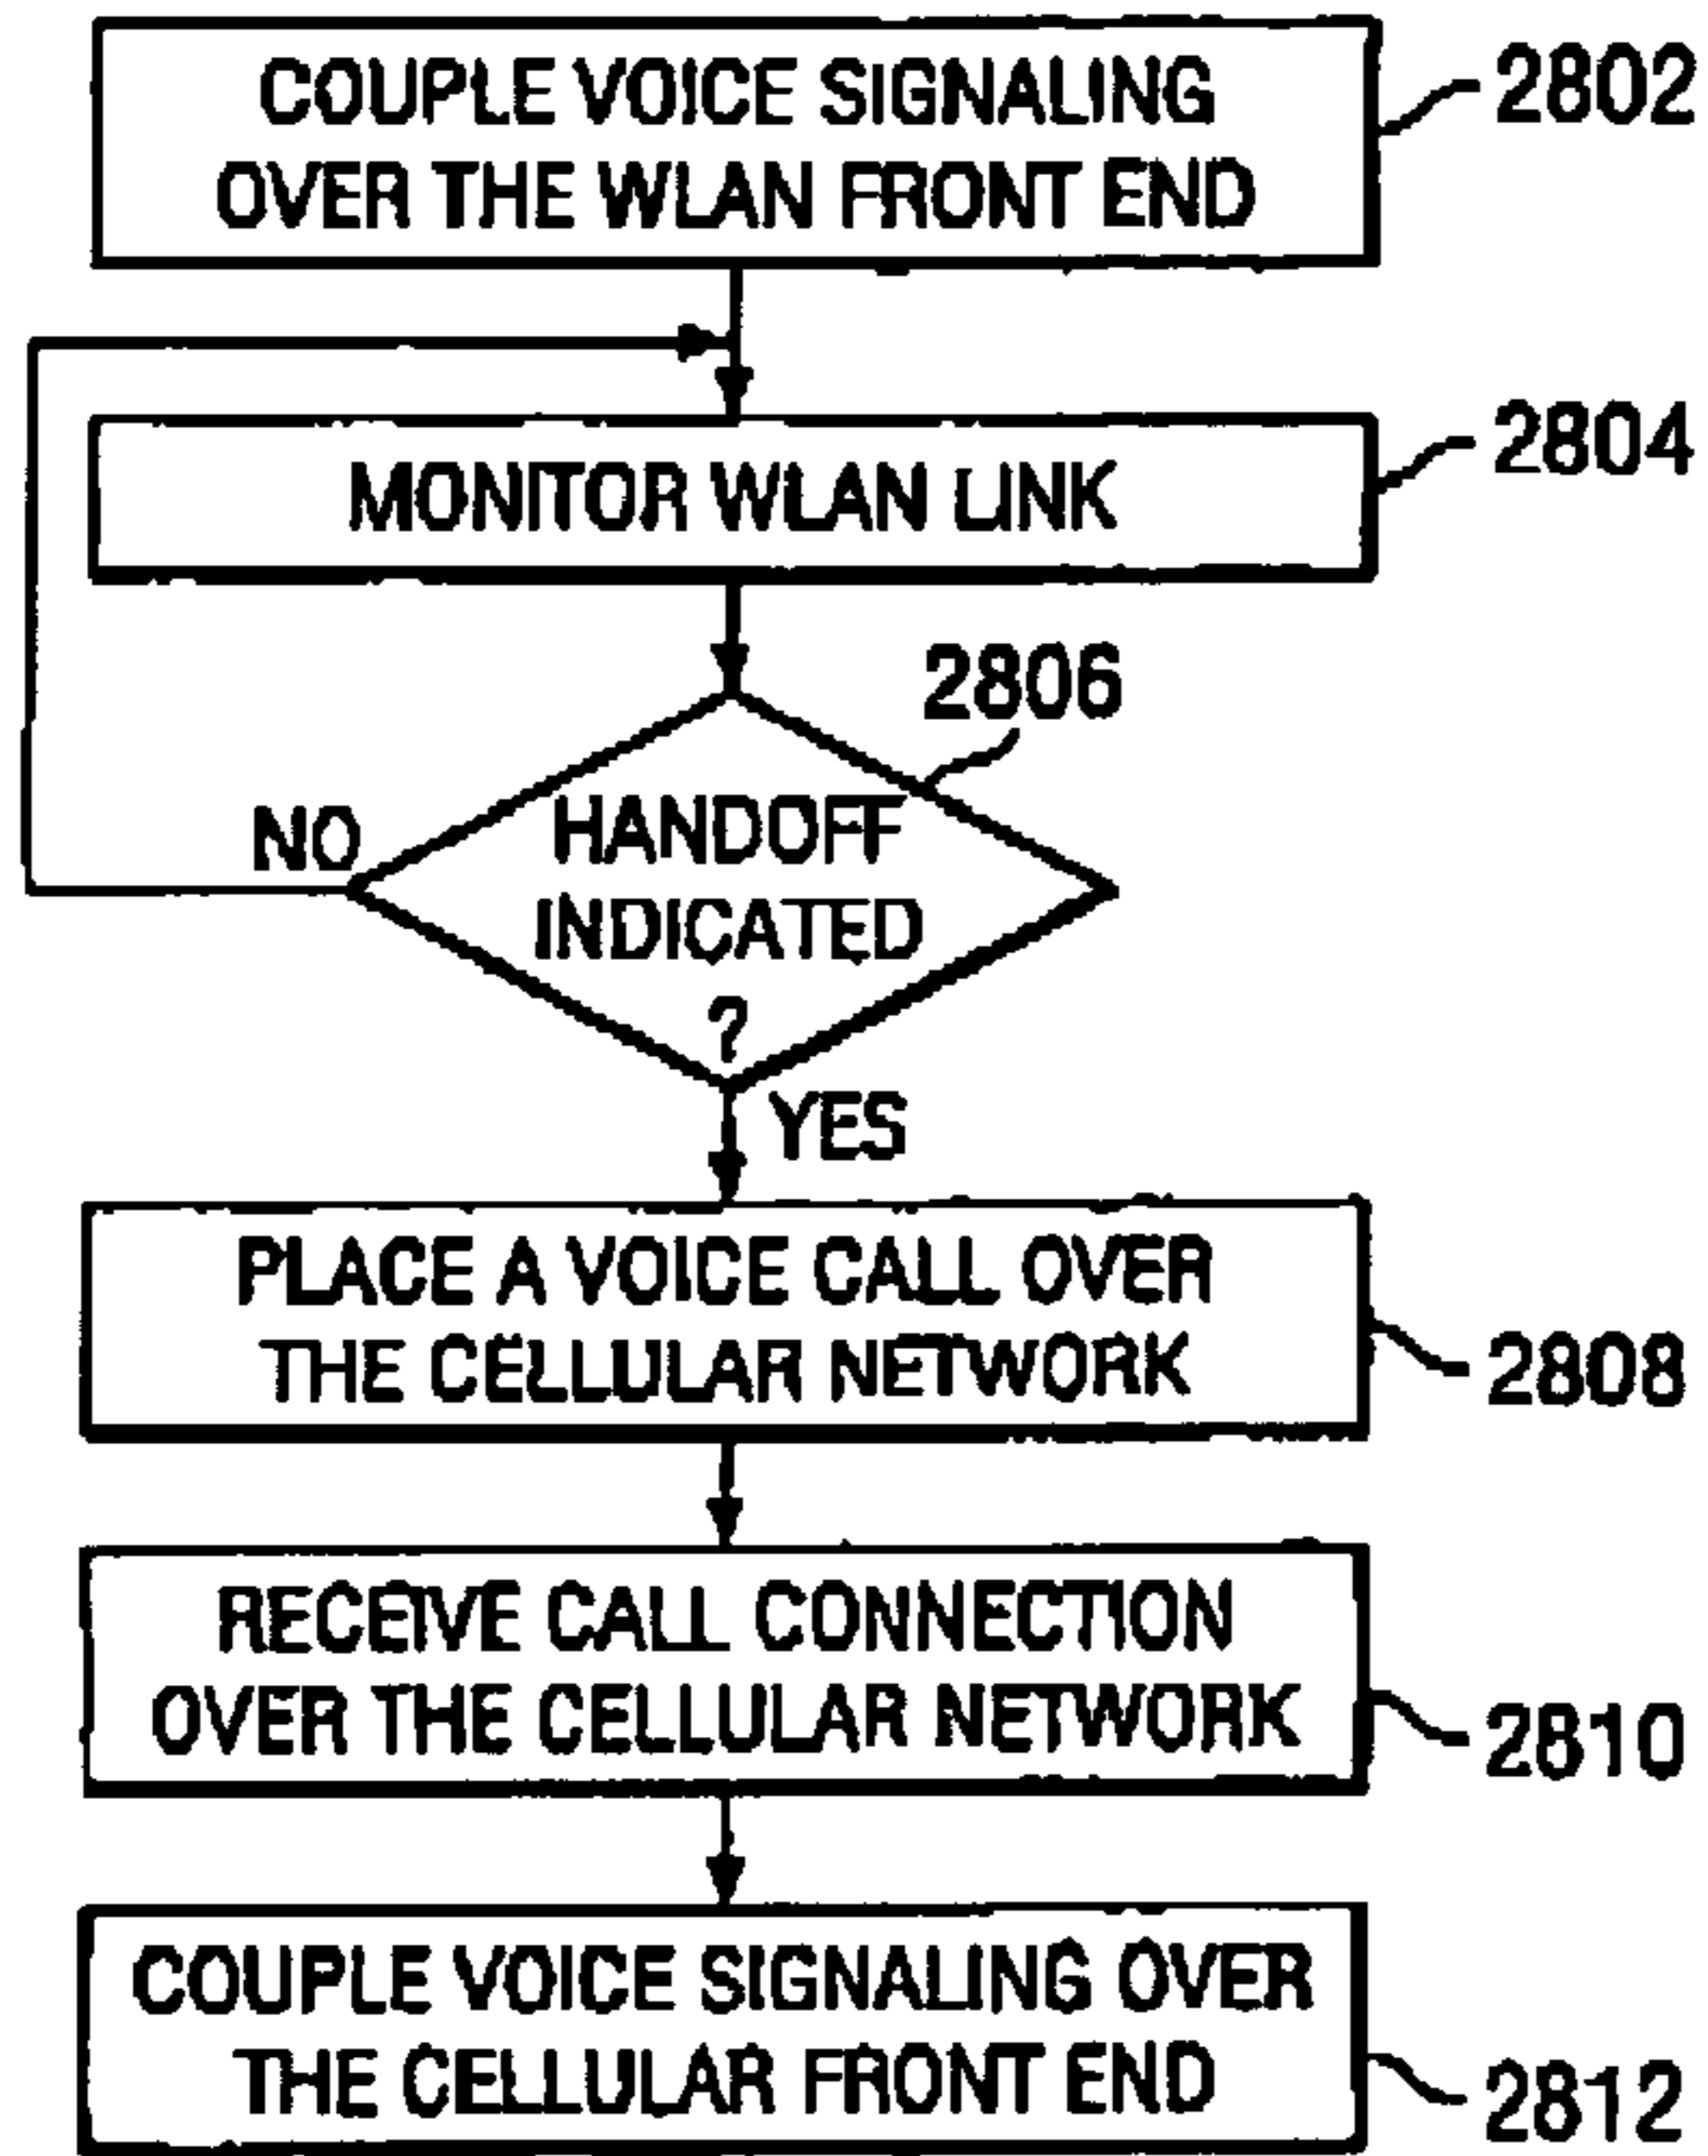 COUPLE VOICE SIGNALING
OVER THE WLAN FRONT END
2802
MONITOR WLAN LINK
2804
2806
HANDOFF
INDICATED
?
NO
YES
PLACE A VOICE CALL OVER
THE CELLULAR NETWORK
2808
RECEIVE CALL CONNECTION
OVER THE CELLULAR NETWORK
2810
COUPLE VOICE SIGNALING OVER
THE CELLULAR FRONT END
2812